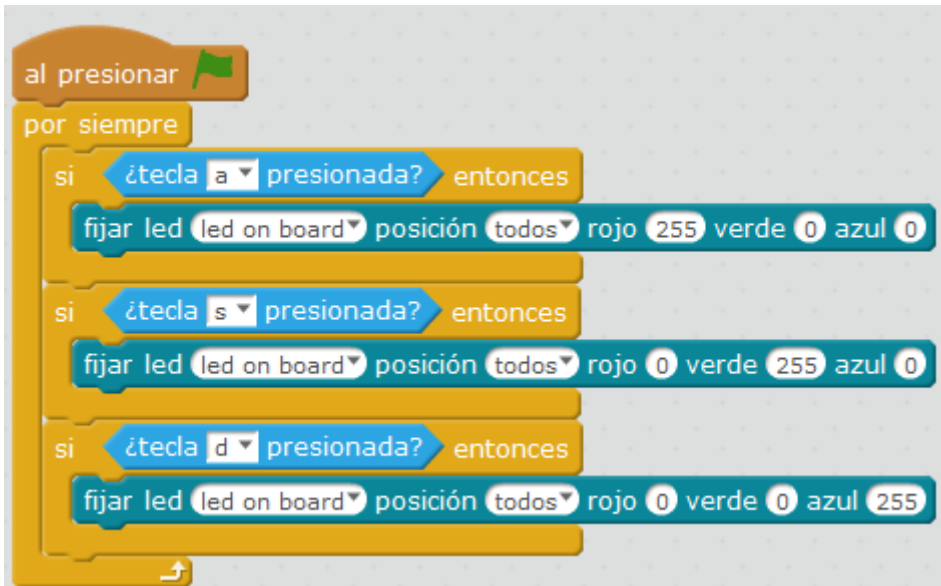 al presionar
por siempre
si ¿tecla a presionada? entonces
fijar led led on board posición todos rojo 255 verde 0 azul 0
si ¿tecla s presionada? entonces
fijar led led on board posición todos rojo 0 verde 255 azul 0
si ¿tecla d presionada? entonces
fijar led led on board posición todos rojo 0 verde 0 azul 255